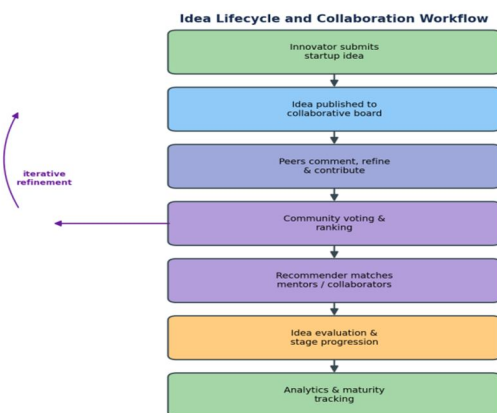 Idea Lifecycle and Collaboration Workflow
Innovator submits
startup idea
Idea published to
collaborative board
Peers comment, refine
& contribute
iterative
refinement
Community voting &
ranking
Recommender matches
mentors / collaborators
Idea evaluation &
stage progression
Analytics & maturity
tracking